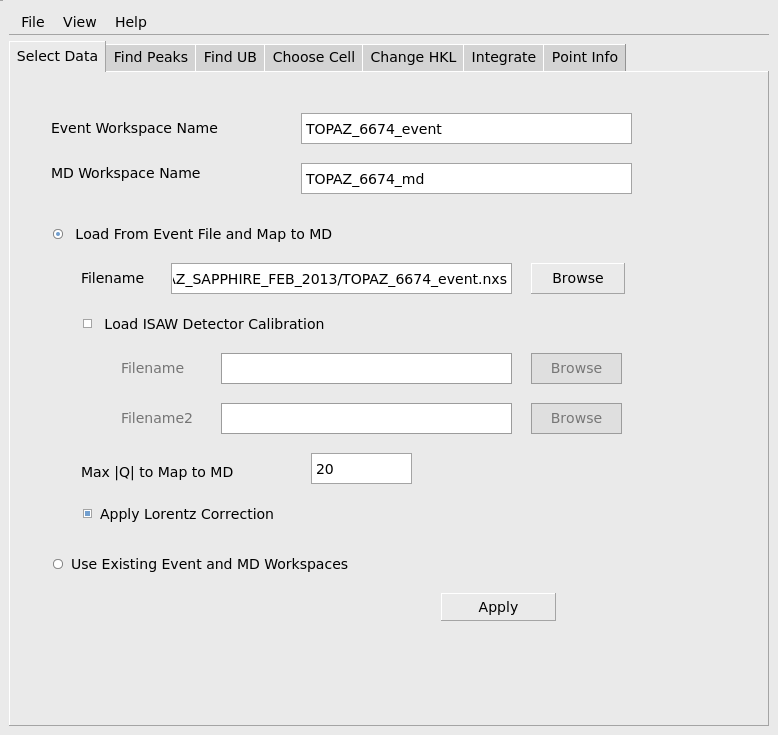 File View Help
Select Data Find Peaks Find UB Choose Cell Change HKL Integrate Point Info
Event Workspace Name TOPAZ_6674_event
MD Workspace Name TOPAZ_6674_md
Load From Event File and Map to MD
Filename Z_SAPPHIRE_FEB_2013/TOPAZ_6674_event.nxs Browse
Load ISAW Detector Calibration
Filename Browse
Filename2 Browse
Max |Q| to Map to MD 20
Apply Lorentz Correction
Use Existing Event and MD Workspaces
Apply